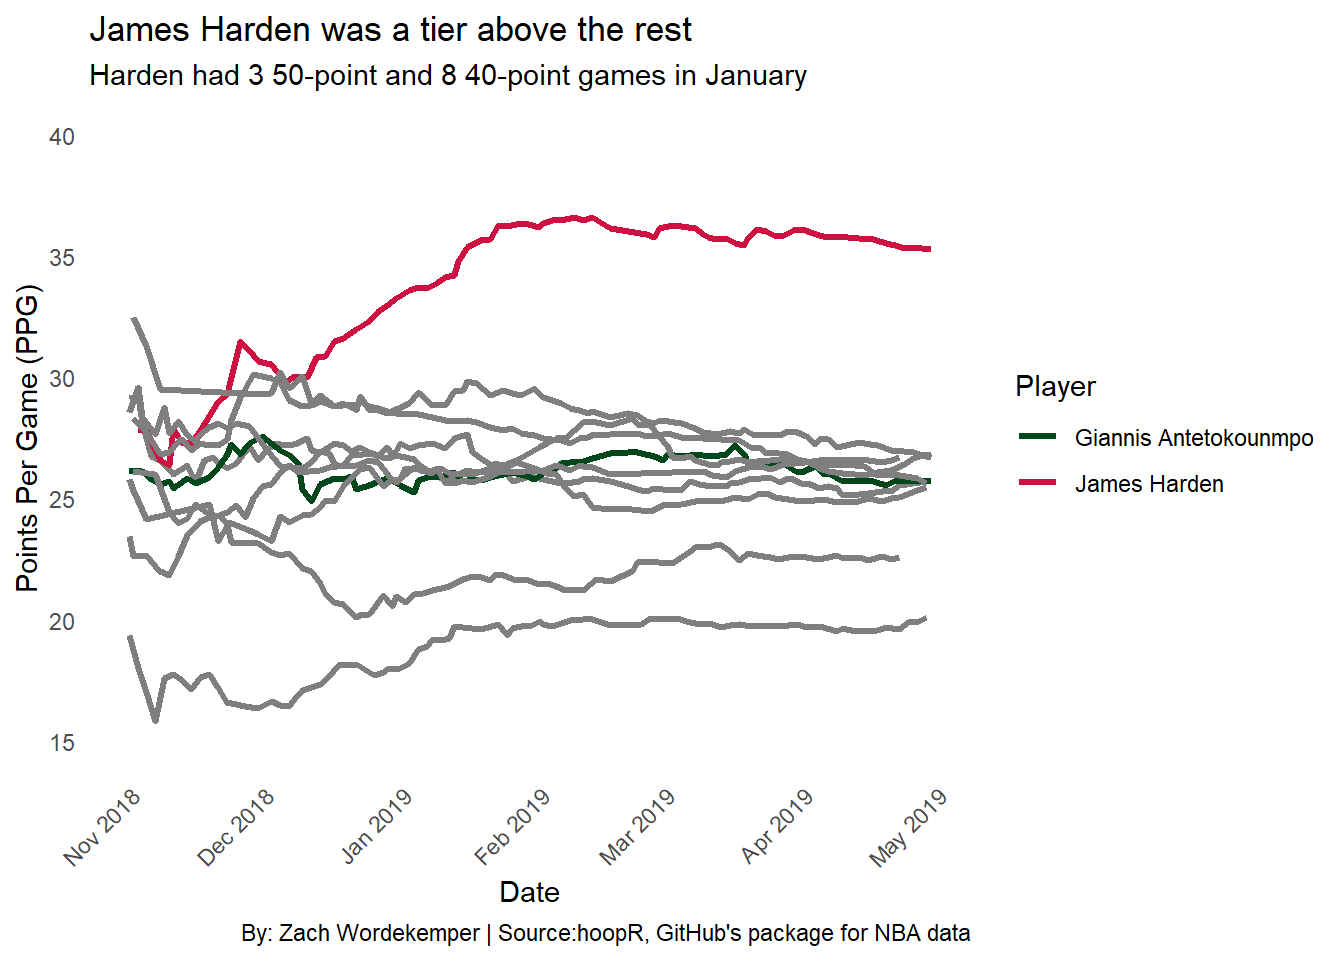 James Harden was a tier above the rest
Harden had 3 50-point and 8 40-point games in January
40
35
30
25
20
15
Points Per Game (PPG)
Nov 2018
Dec 2018
Jan 2019
Feb 2019
Mar 2019
Apr 2019
May 2019
Date
Player
Giannis Antetokounmpo
James Harden
By: Zach Wordekemper | Source:hoopR, GitHub's package for NBA data